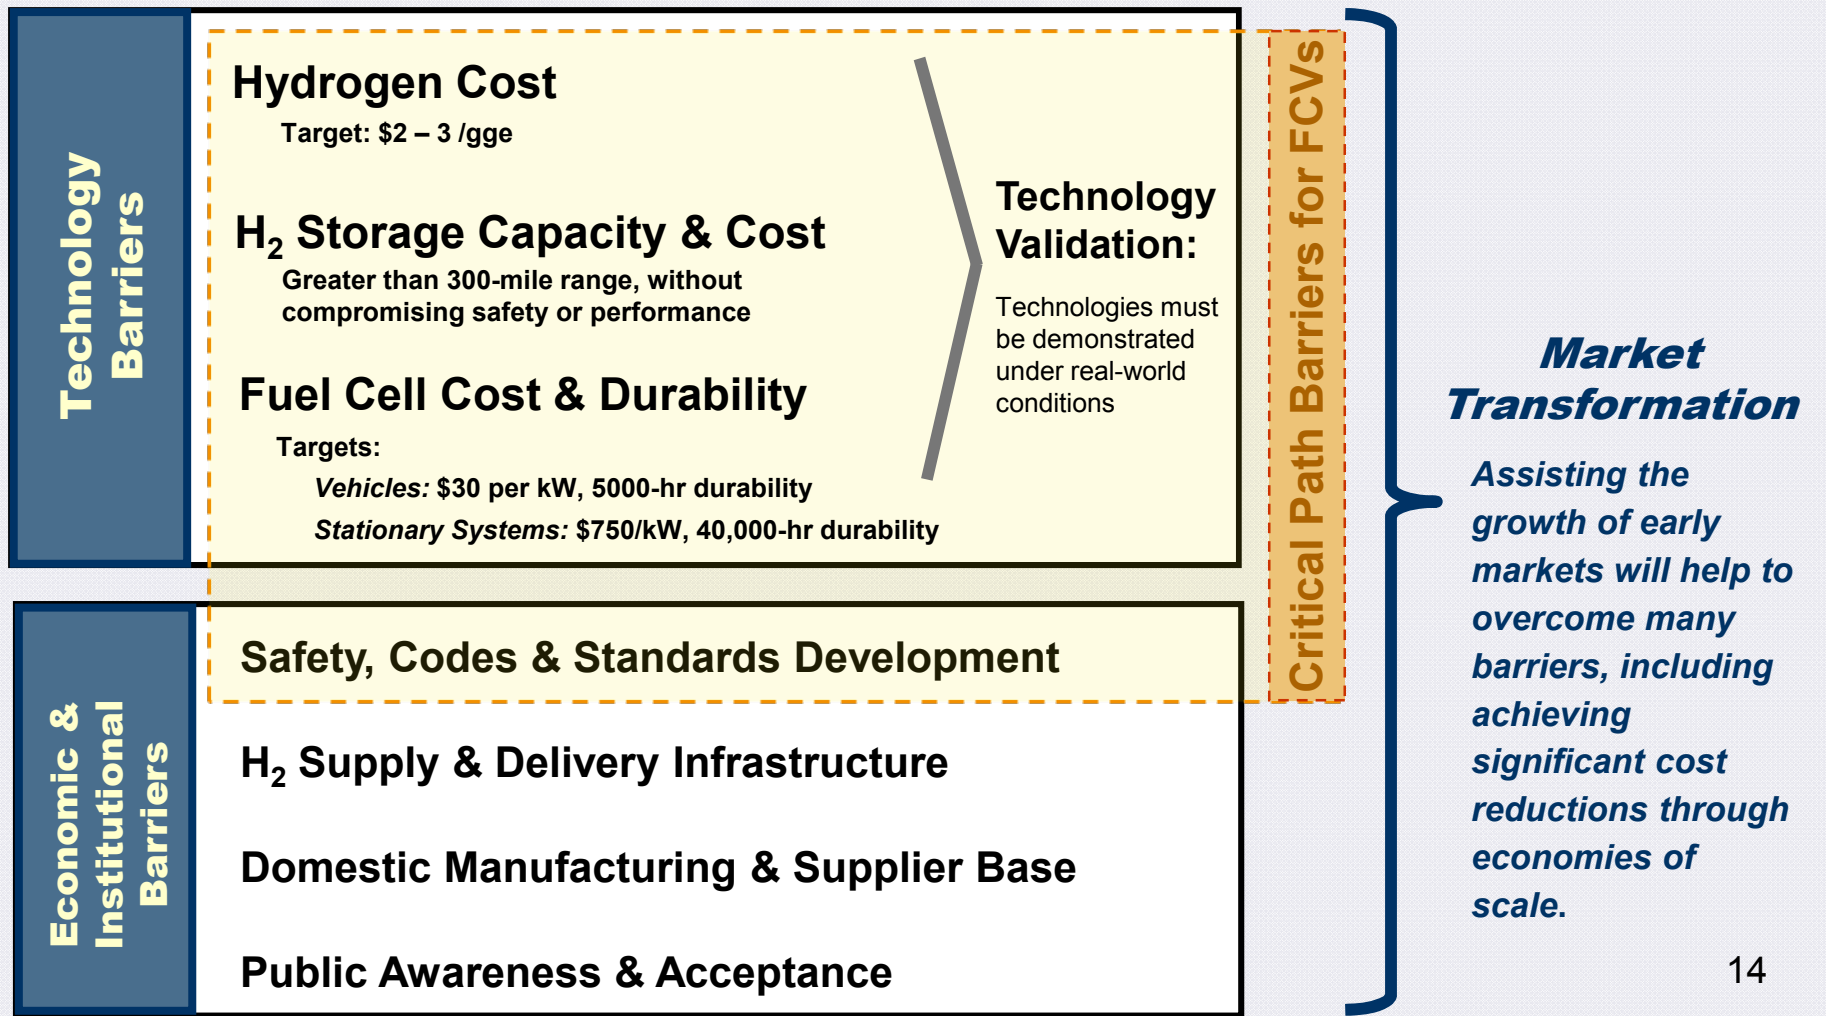 Technology
Barriers
Hydrogen Cost
Target: $2 – 3 /gge
H₂ Storage Capacity & Cost
Greater than 300-mile range, without
compromising safety or performance
Fuel Cell Cost & Durability
Targets:
Vehicles: $30 per kW, 5000-hr durability
Stationary Systems: $750/kW, 40,000-hr durability
Technology
Validation:
Technologies must
be demonstrated
under real-world
conditions
Critical Path Barriers for FCVs
Economic &
Institutional
Barriers
Safety, Codes & Standards Development
H₂ Supply & Delivery Infrastructure
Domestic Manufacturing & Supplier Base
Public Awareness & Acceptance
Market
Transformation
Assisting the
growth of early
markets will help to
overcome many
barriers, including
achieving
significant cost
reductions through
economies of
scale.
14